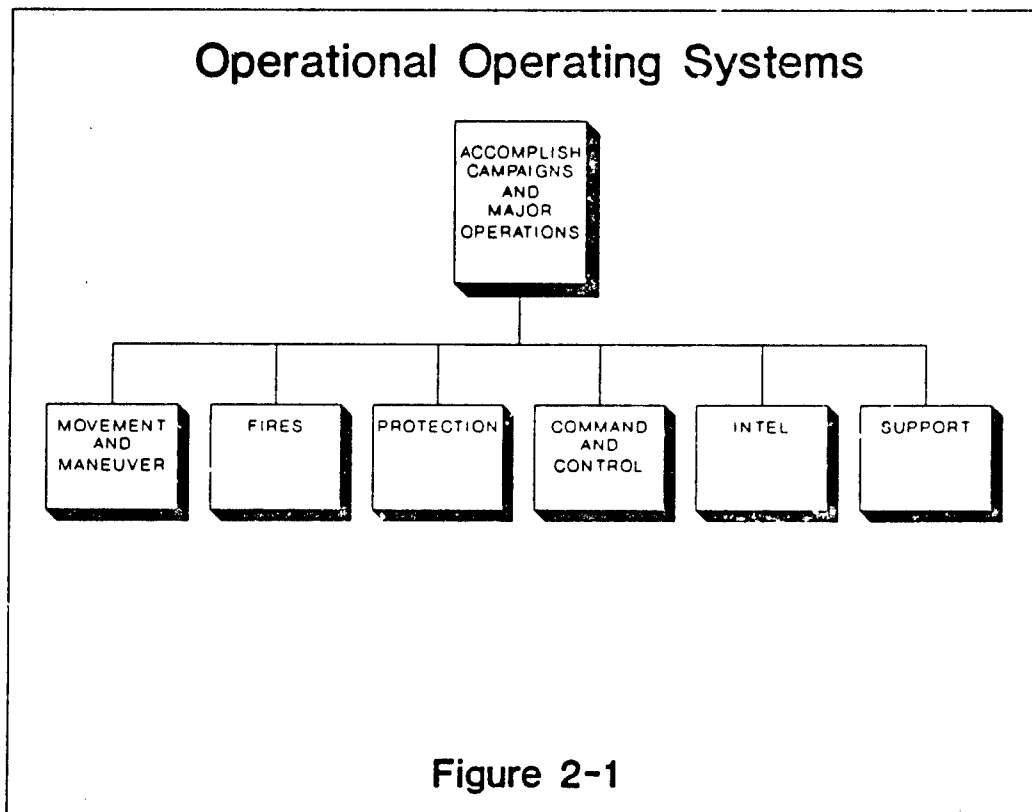 Operational Operating Systems
ACCOMPLISH
CAMPAIGNS
AND
MAJOR
OPERATIONS
MOVEMENT
AND
MANEUVER
FIRES
PROTECTION
COMMAND
AND
CONTROL
INTEL
SUPPORT
Figure 2-1